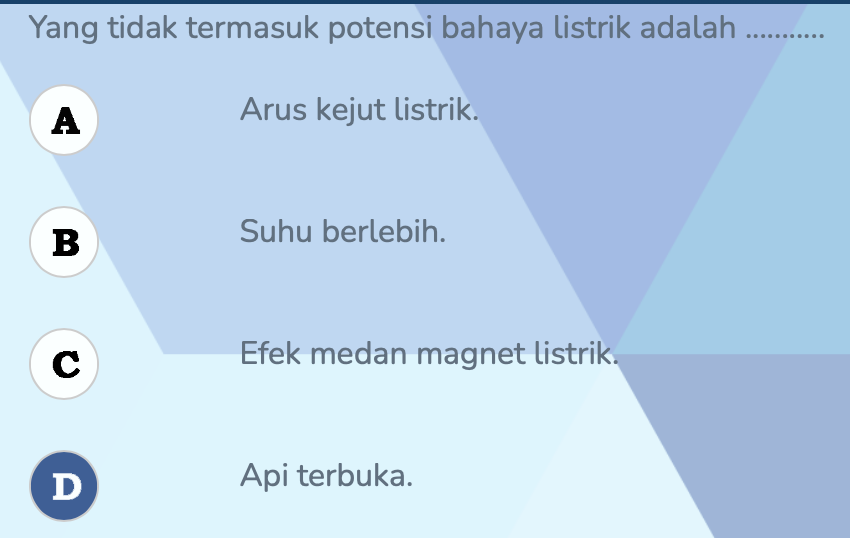 Yang tidak termasuk potensi bahaya listrik adalah ...........
A Arus kejut listrik.
B Suhu berlebih.
C Efek medan magnet listrik.
D Api terbuka.